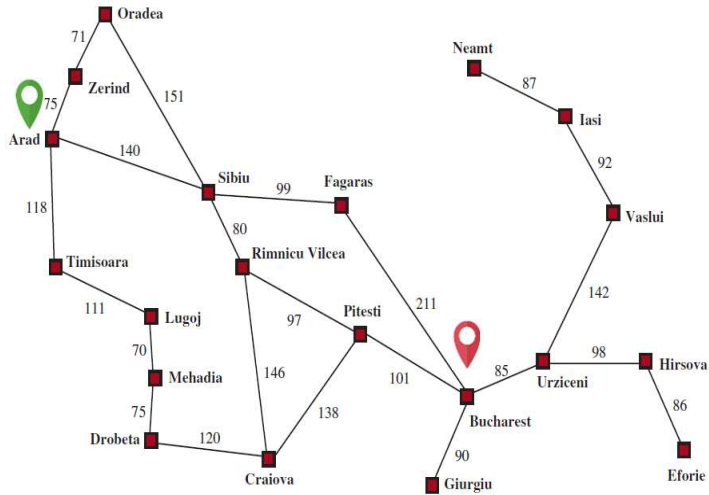 Oradea
71
Neamt
87
Zerind
151
75
Iasi
Arad
140
92
Sibiu
Fagaras
99
118
Vaslui
80
Rimnicu Vilcea
Timisoara
142
111
211
Lugoj
97
Pitesti
70
98
Hirsova
85
Urziceni
146
101
Mehadia
86
75
138
Bucharest
Drobeta
120
90
Craiova
Giurgiu
Eforie